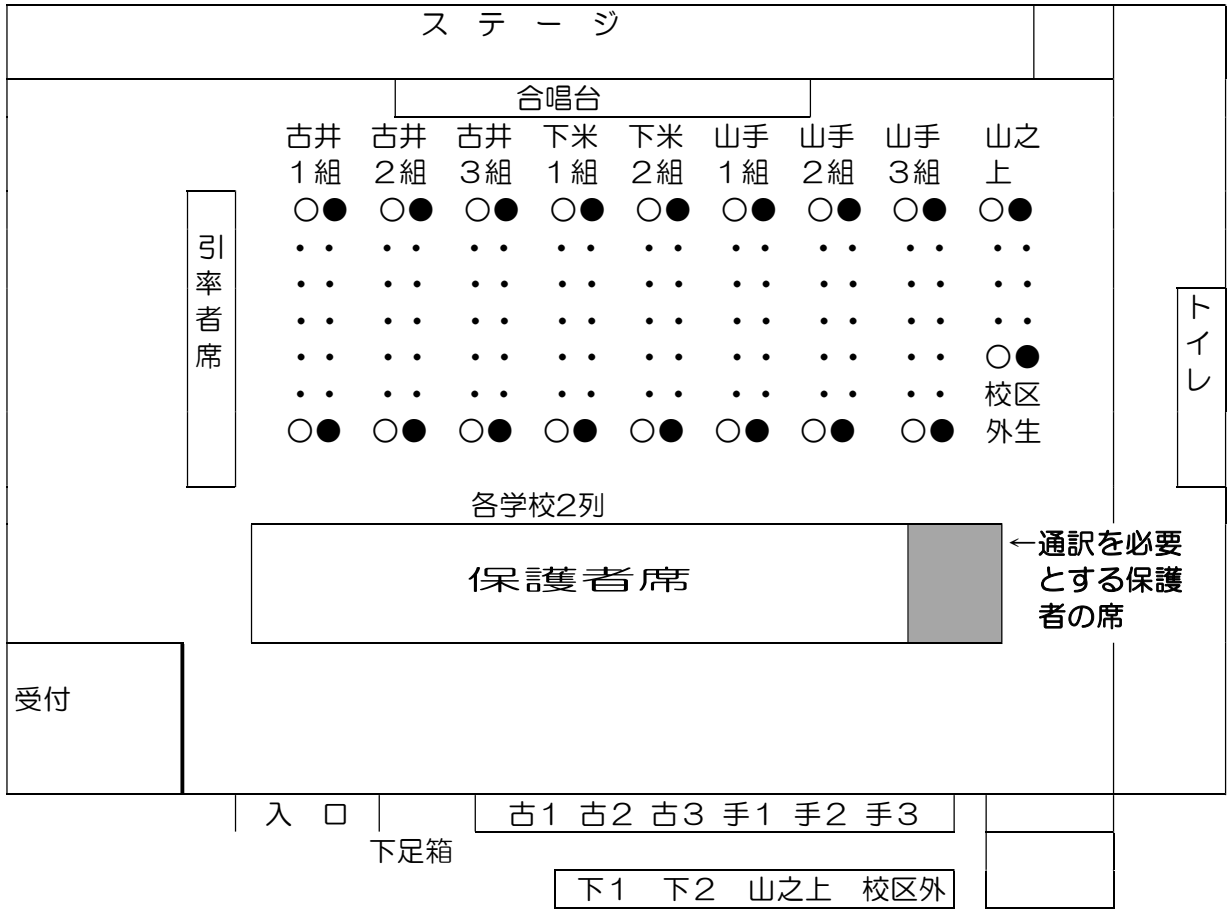 ステージ
合唱台
古井 古井 古井 下米 下米 山手 山手 山手 山之
１組 ２組 ３組 １組 ２組 １組 ２組 ３組 上
○● ○● ○● ○● ○● ○● ○● ○● ○●
・・ ・・ ・・ ・・ ・・ ・・ ・・ ・・ ・・
・・ ・・ ・・ ・・ ・・ ・・ ・・ ・・ ・・
・・ ・・ ・・ ・・ ・・ ・・ ・・ ・・ ・・
・・ ・・ ・・ ・・ ・・ ・・ ・・ ・・ ○●
・・ ・・ ・・ ・・ ・・ ・・ ・・ ・・ 校区
○● ○● ○● ○● ○● ○● ○● ○● 外生
引率者席
トイレ
各学校2列
保護者席
←通訳を必要
とする保護
者の席
受付
入口
古１ 古２ 古３ 手１ 手２ 手３
下足箱
下１ 下２ 山之上 校区外